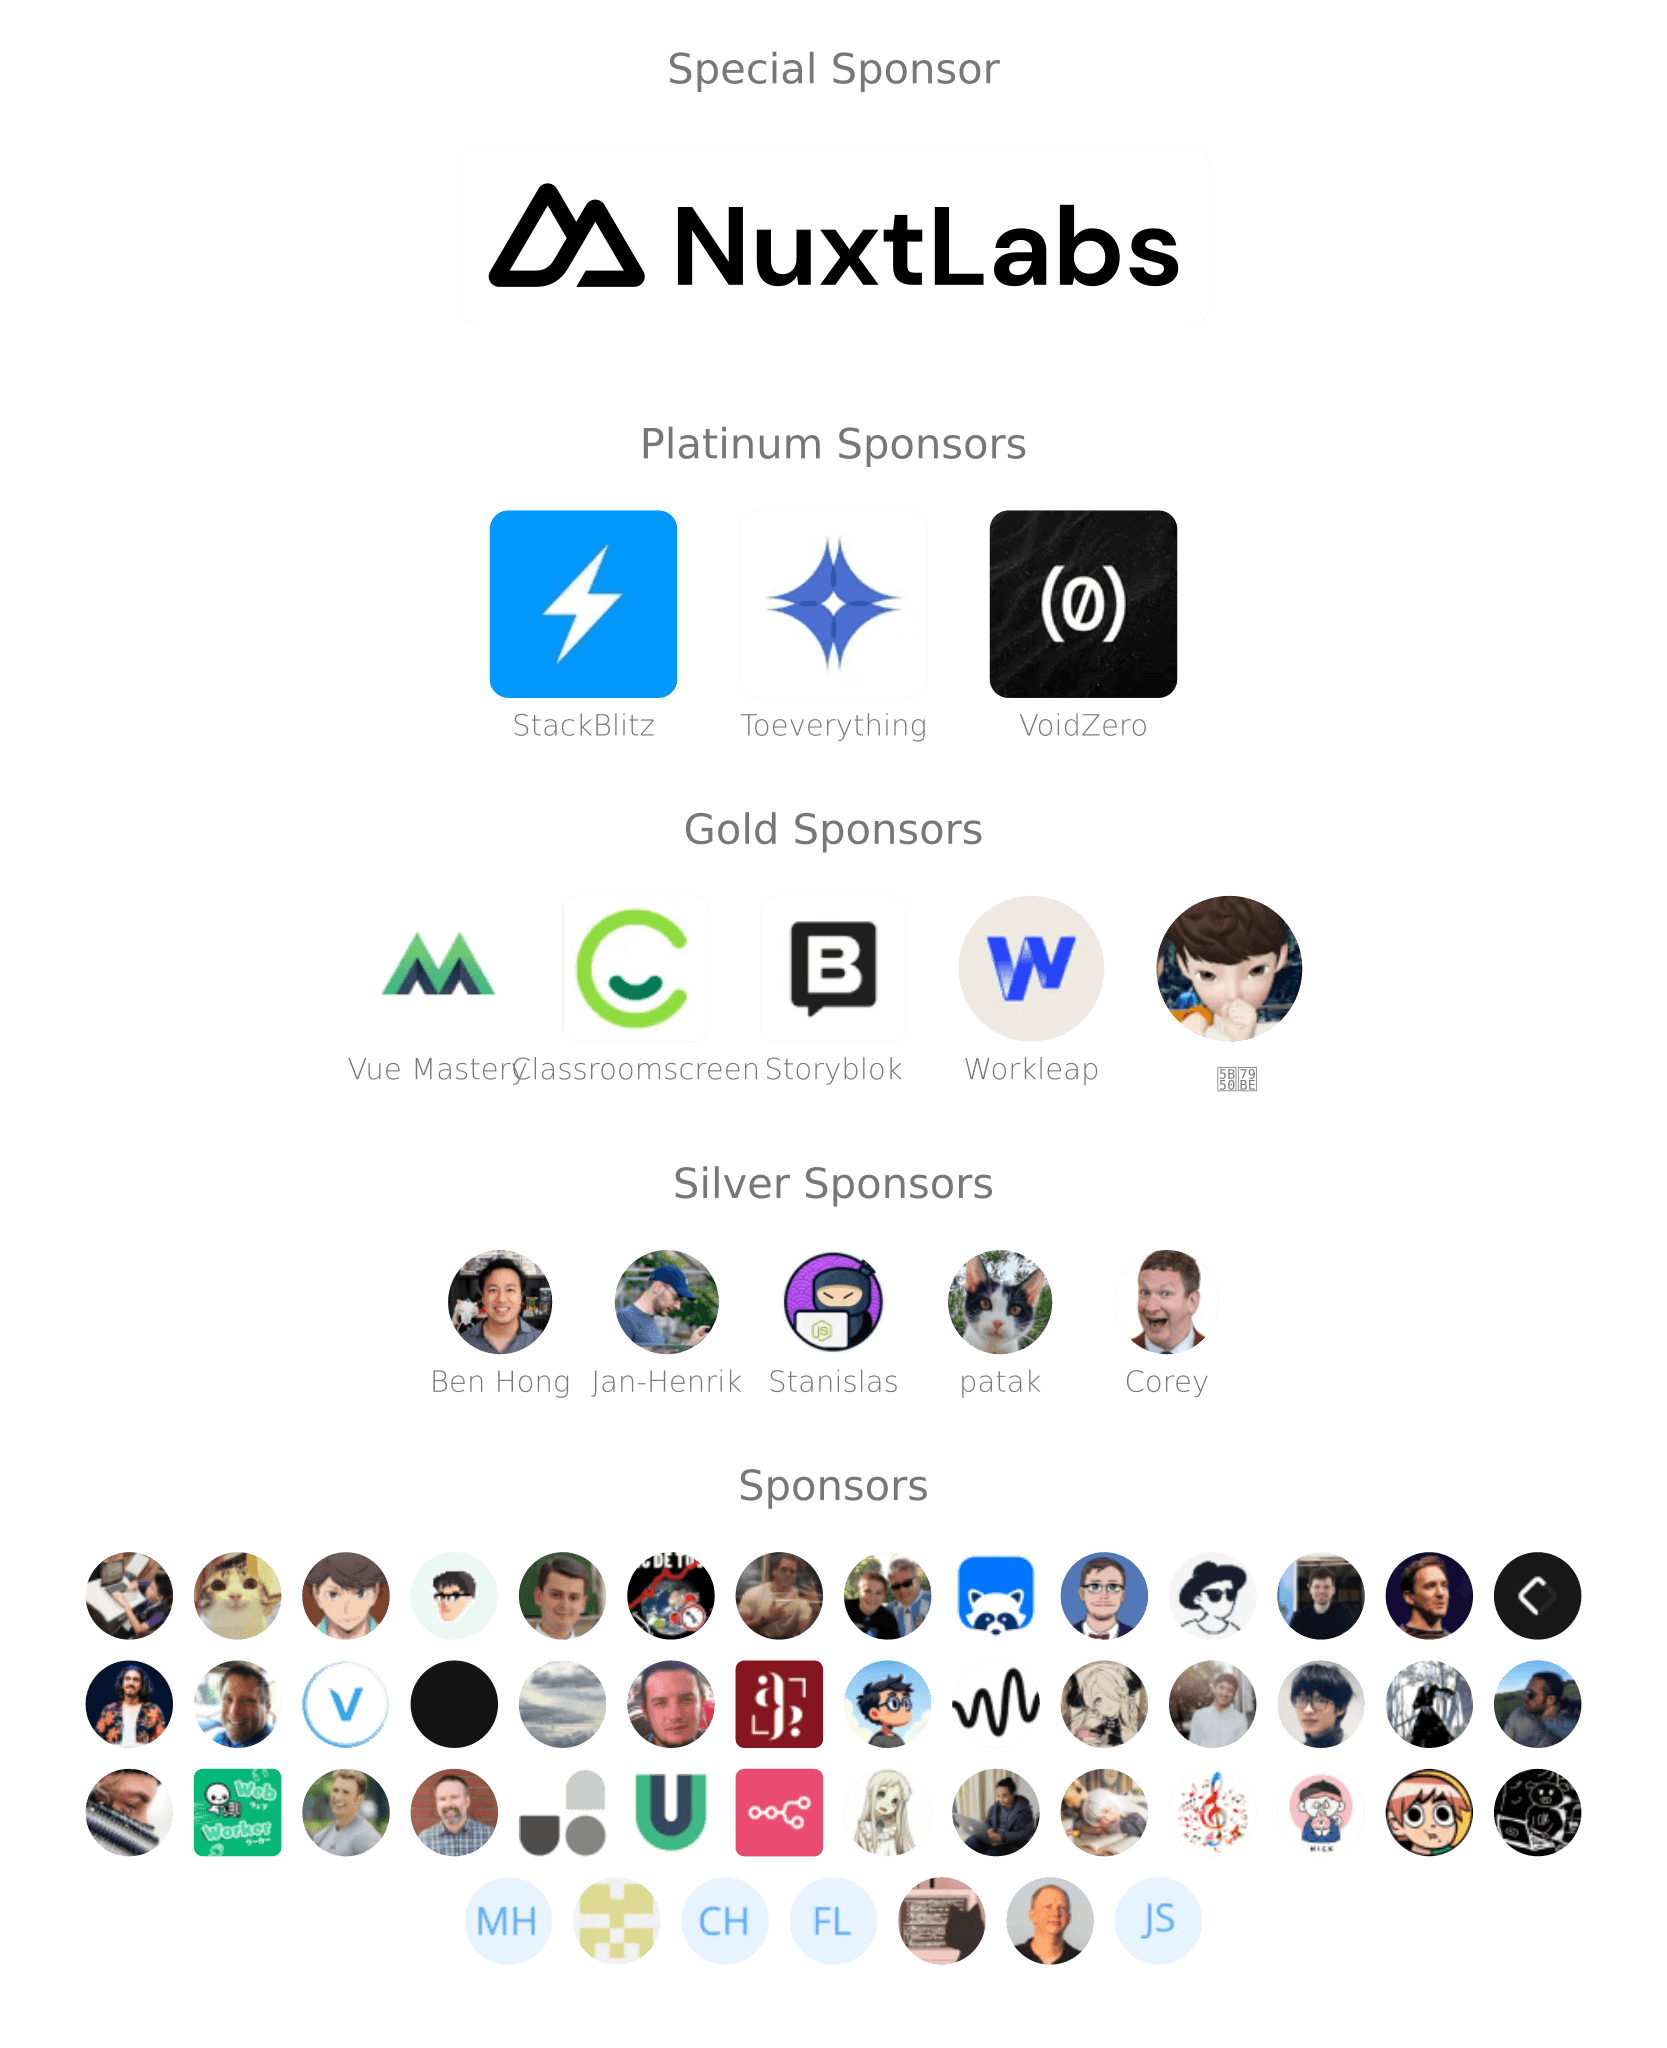 Special Sponsor
NuxtLabs
Platinum Sponsors
StackBlitz Toeverything VoidZero
Gold Sponsors
Vue Mastery Classroomscreen Storyblok Workleap
Silver Sponsors
Ben Hong Jan-Henrik Stanislas patak Corey
Sponsors
Web
Worker
MH CH FL JS